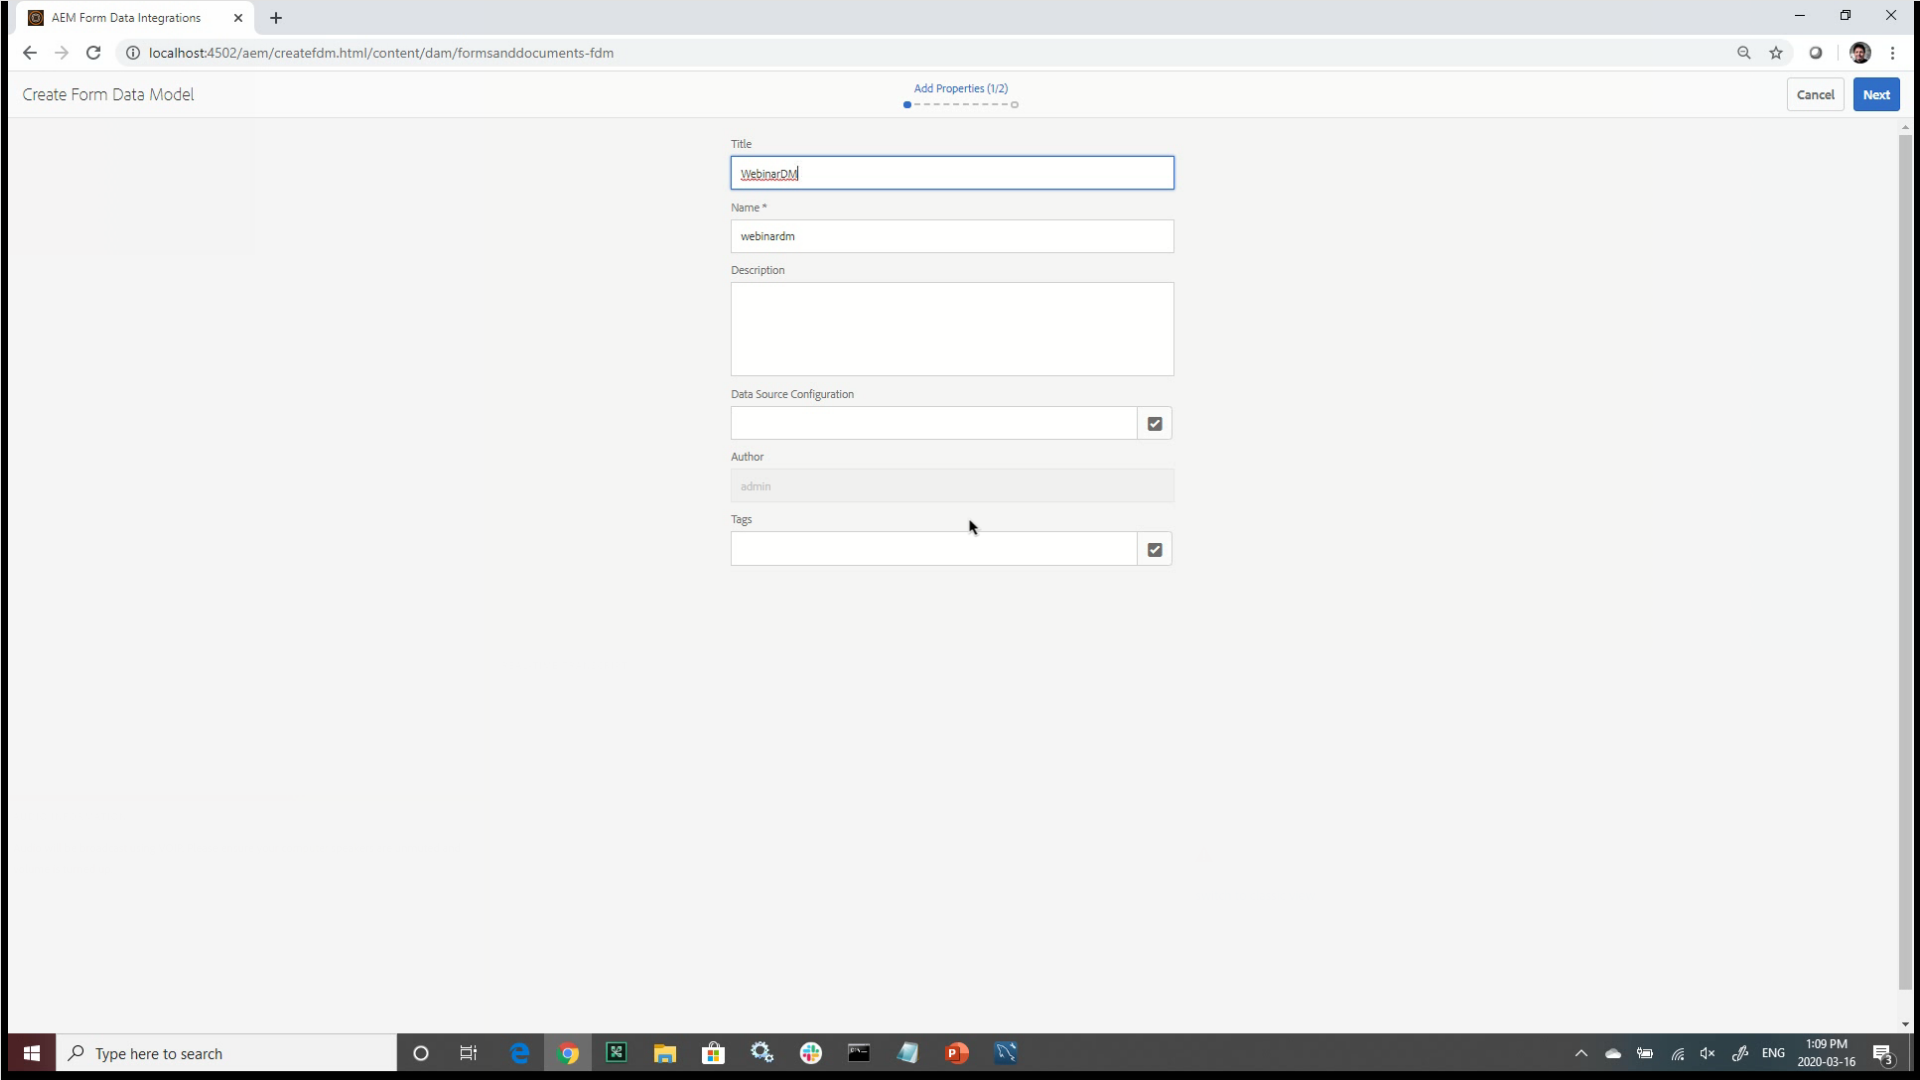 AEM Form Data Integrations
localhost:4502/aem/createfdm.html/content/dam/formsanddocuments-fdm
Create Form Data Model
Add Properties (1/2)
Cancel
Next
Title
WebinarDM
Name *
webinardm
Description
Data Source Configuration
Author
admin
Tags
Type here to search
ENG
1:09 PM
2020-03-16
3